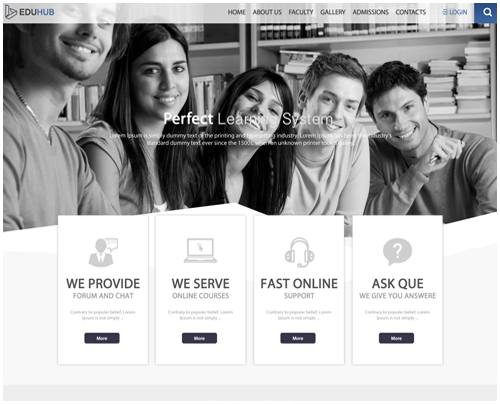 EDUHUB
HOME ABOUT US FACULTY GALLERY ADMISSIONS CONTACTS LOGIN
Perfect Learning System
Lorem Ipsum is simply dummy text of the printing and typesetting industry. Lorem Ipsum has been the industry's
standard dummy text ever since the 1500s, when an unknown printer took
WE PROVIDE
FORUM AND CHAT
Contrary to popular belief, Lorem
Ipsum is not simply ...
More
WE SERVE
ONLINE COURSES
Contrary to popular belief, Lorem
Ipsum is not simply ...
More
FAST ONLINE
SUPPORT
Contrary to popular belief, Lorem
Ipsum is not simply ...
More
ASK QUE
WE GIVE YOU ANSWERE
Contrary to popular belief, Lorem
Ipsum is not simply ...
More